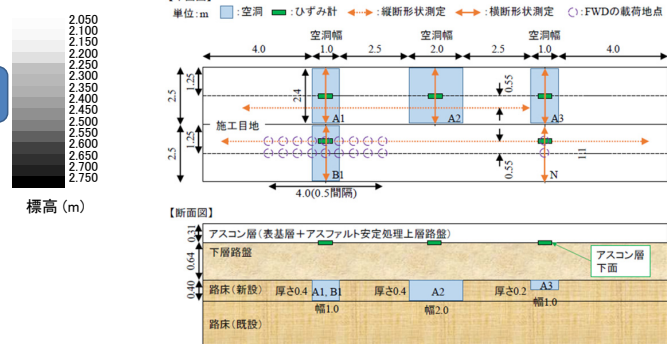 2.050
2.100
2.150
2.200
2.250
2.300
2.350
2.400
2.450
2.500
2.550
2.600
2.650
2.700
2.750
標高 (m)
単位:m :空洞 :ひずみ計 :縦断形状測定 :横断形状測定 :FWDの載荷地点
空洞幅 空洞幅 空洞幅
4.0 1.0 2.5 2.0 2.5 1.0 4.0
2.5 1.25 2.4 0.55
A1 A2 A3
施工目地
2.5 1.25 0.55 1.1
B1 N
4.0(0.5間隔)
【断面図】
0.31 アスコン層(表基層+アスファルト安定処理上層路盤)
0.64 下層路盤
アスコン層
下面
0.40 路床(新設) 厚さ0.4 A1, B1 厚さ0.4 A2 厚さ0.2 A3
幅1.0 幅2.0 幅1.0
路床(既設)